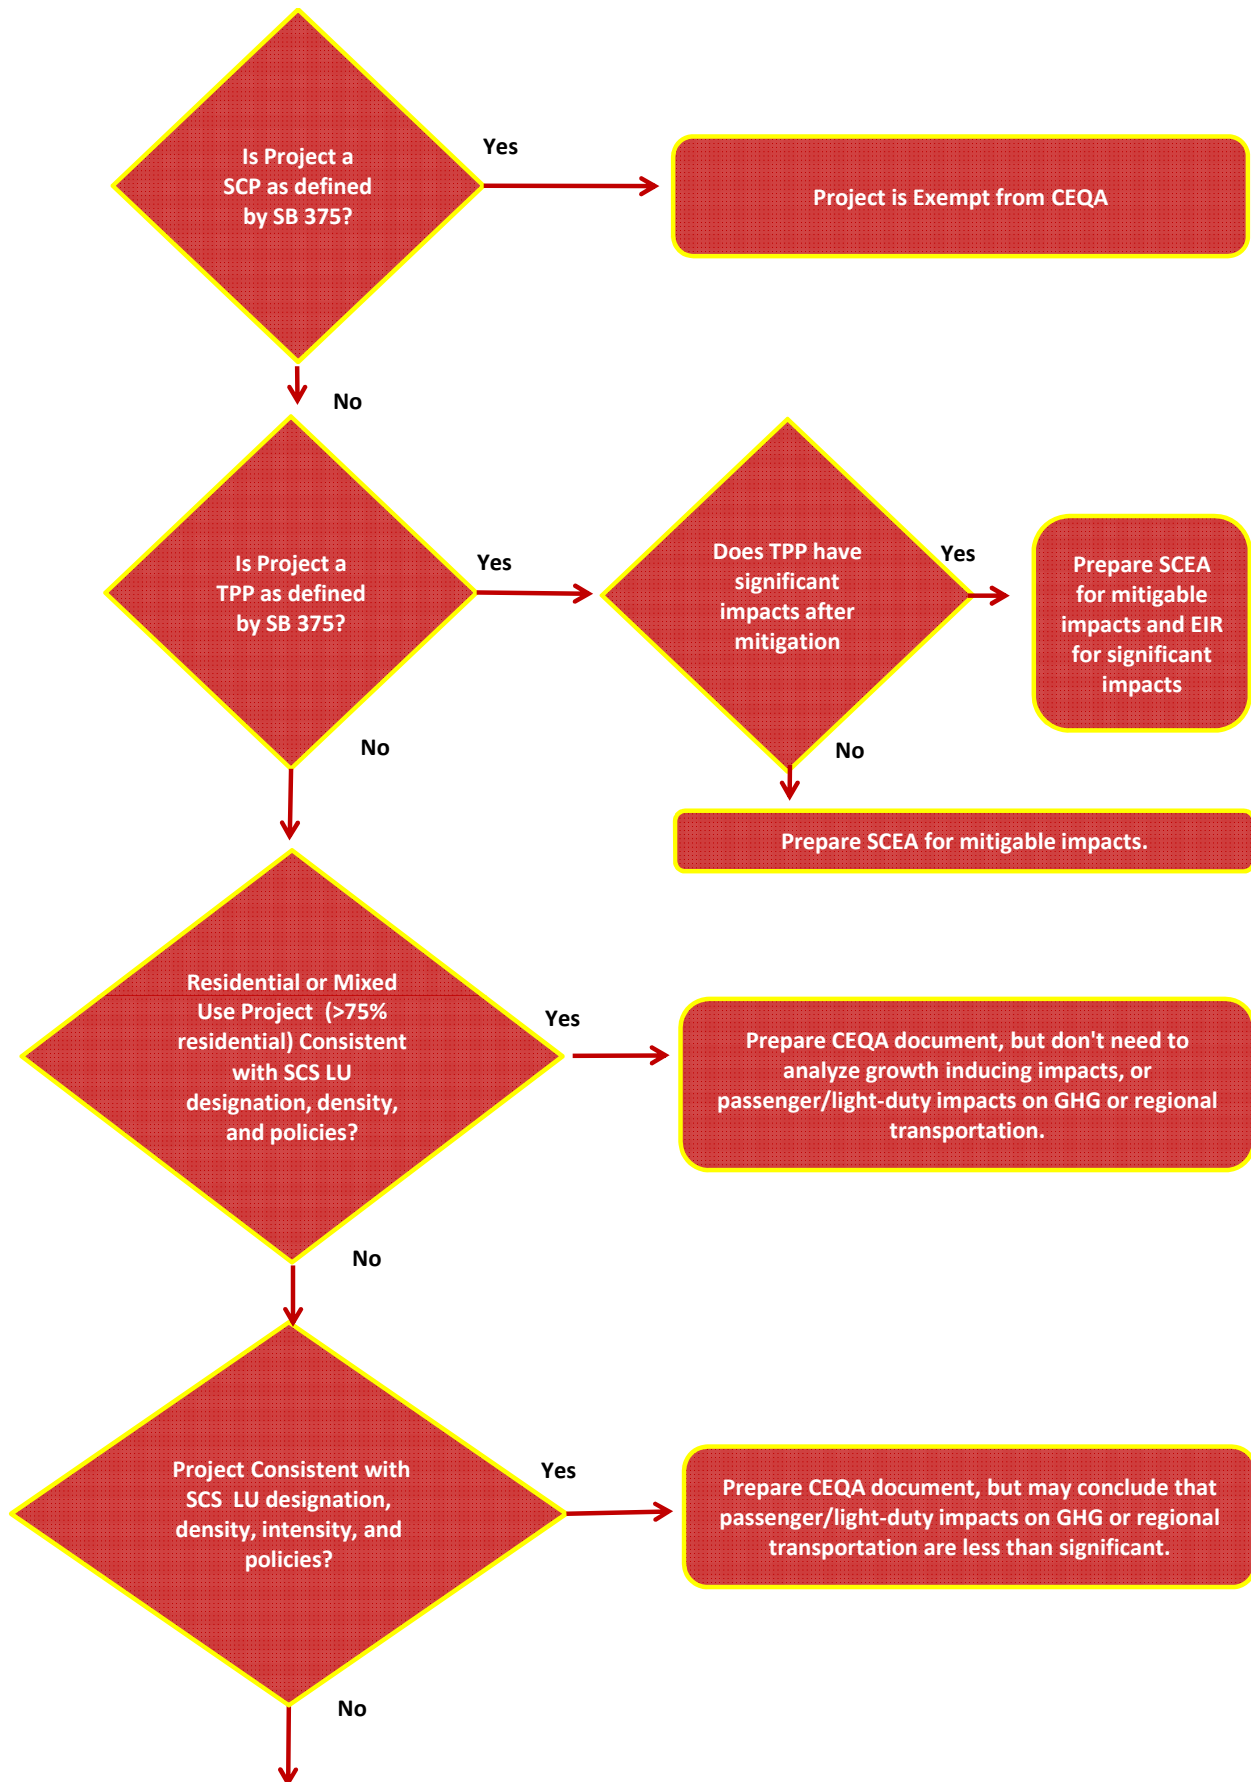 Is Project a
SCP as defined
by SB 375?
Yes
Project is Exempt from CEQA
No
Is Project a
TPP as defined
by SB 375?
Yes
Does TPP have
significant
impacts after
mitigation
Yes
Prepare SCEA
for mitigable
impacts and EIR
for significant
impacts
No
No
Prepare SCEA for mitigable impacts.
Residential or Mixed
Use Project (>75%
residential) Consistent
with SCS LU
designation, density,
and policies?
Yes
Prepare CEQA document, but don't need to
analyze growth inducing impacts, or
passenger/light-duty impacts on GHG or regional
transportation.
No
Project Consistent with
SCS LU designation,
density, intensity, and
policies?
Yes
Prepare CEQA document, but may conclude that
passenger/light-duty impacts on GHG or regional
transportation are less than significant.
No